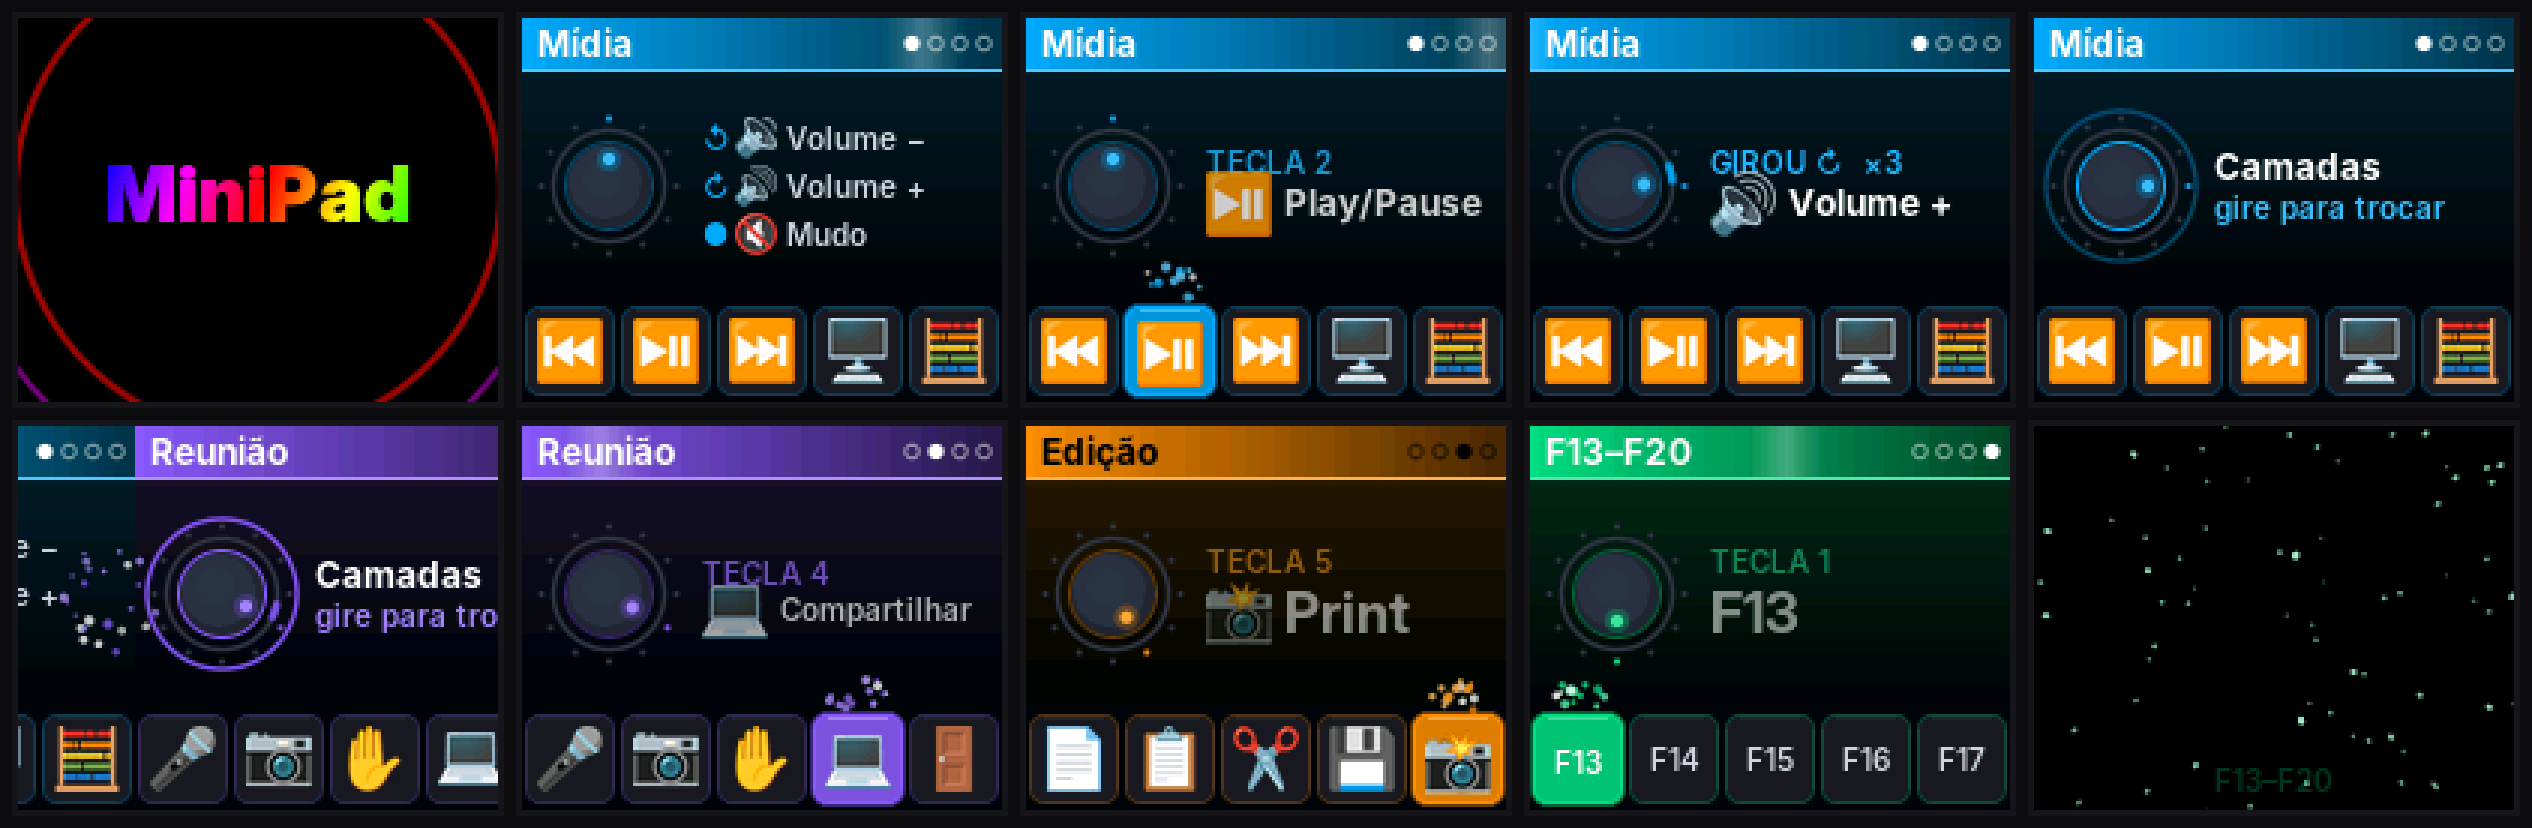 MiniPad
Mídia
Volume −
Volume +
Mudo
Mídia
TECLA 2
Play/Pause
Mídia
GIROU ↻ ×3
Volume +
Mídia
Camadas
gire para trocar
Reunião
e −
e +
Camadas
gire para tro
Reunião
TECLA 4
Compartilhar
Edição
TECLA 5
Print
F13–F20
TECLA 1
F13
F13
F14
F15
F16
F17
F13–F20